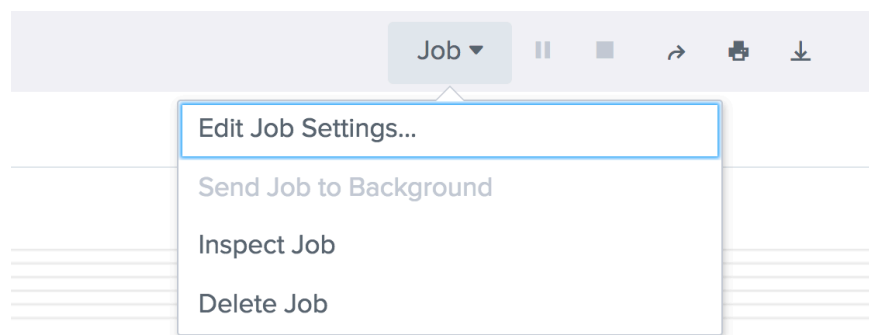 Job
Edit Job Settings...
Send Job to Background
Inspect Job
Delete Job